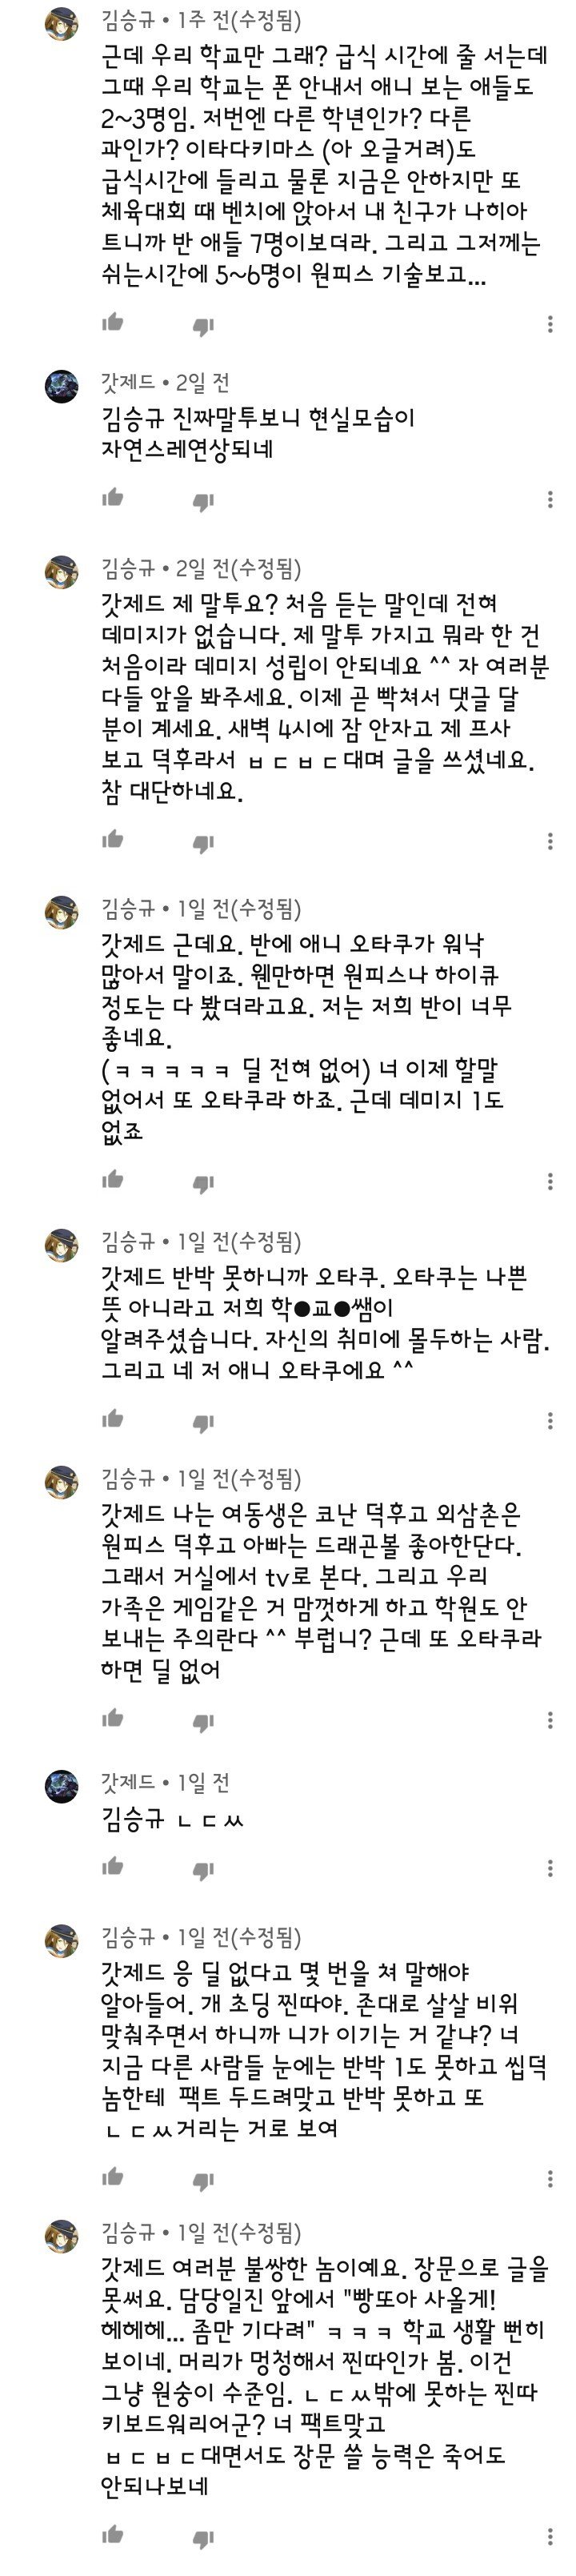 김승규 • 1주 전(수정됨)
근데 우리 학교만 그래? 급식 시간에 줄 서는데
그때 우리 학교는 폰 안내서 애니 보는 애들도
2~3명임. 저번엔 다른 학년인가? 다른
과인가? 이타다키마스 (아 오글거려)도
급식시간에 들리고 물론 지금은 안하지만 또
체육대회 때 벤치에 앉아서 내 친구가 나히아
트니까 반 애들 7명이보더라. 그리고 그저께는
쉬는시간에 5~6명이 원피스 기술보고...
갓제드 • 2일 전
김승규 진짜말투보니 현실모습이
자연스레연상되네
김승규 • 2일 전(수정됨)
갓제드 제 말투요? 처음 듣는 말인데 전혀
데미지가 없습니다. 제 말투 가지고 뭐라 한 건
처음이라 데미지 성립이 안되네요 ^^ 자 여러분
다들 앞을 봐주세요. 이제 곧 빡쳐서 댓글 달
분이 계세요. 새벽 4시에 잠 안자고 제 프사
보고 덕후라서 ㅂㄷㅂㄷ대며 글을 쓰셨네요.
참 대단하네요.
김승규 • 1일 전(수정됨)
갓제드 근데요. 반에 애니 오타쿠가 워낙
많아서 말이죠. 웬만하면 원피스나 하이큐
정도는 다 봤더라고요. 저는 저희 반이 너무
좋네요.
(ㅋㅋㅋㅋㅋ 딜 전혀 없어) 너 이제 할말
없어서 또 오타쿠라 하죠. 근데 데미지 1도
없죠
김승규 • 1일 전(수정됨)
갓제드 반박 못하니까 오타쿠. 오타쿠는 나쁜
뜻 아니라고 저희 학●교●쌤이
알려주셨습니다. 자신의 취미에 몰두하는 사람.
그리고 네 저 애니 오타쿠에요 ^^
김승규 • 1일 전(수정됨)
갓제드 나는 여동생은 코난 덕후고 외삼촌은
원피스 덕후고 아빠는 드래곤볼 좋아한단다.
그래서 거실에서 tv로 본다. 그리고 우리
가족은 게임같은 거 맘껏하게 하고 학원도 안
보내는 주의란다 ^^ 부럽니? 근데 또 오타쿠라
하면 딜 없어
갓제드 • 1일 전
김승규 ㄴㄷㅆ
김승규 • 1일 전(수정됨)
갓제드 응 딜 없다고 몇 번을 쳐 말해야
알아들어. 개 초딩 찐따야. 존대로 살살 비위
맞춰주면서 하니까 니가 이기는 거 같냐? 너
지금 다른 사람들 눈에는 반박 1도 못하고 씹덕
놈한테 팩트 두드려맞고 반박 못하고 또
ㄴㄷㅆ거리는 거로 보여
김승규 • 1일 전(수정됨)
갓제드 여러분 불쌍한 놈이예요. 장문으로 글을
못써요. 담당일진 앞에서 "빵또아 사올게!
헤헤헤... 좀만 기다려" ㅋㅋㅋ 학교 생활 뻔히
보이네. 머리가 멍청해서 찐따인가 봄. 이건
그냥 원숭이 수준임. ㄴㄷㅆ밖에 못하는 찐따
키보드워리어군? 너 팩트맞고
ㅂㄷㅂㄷ대면서도 장문 쓸 능력은 죽어도
안되나보네